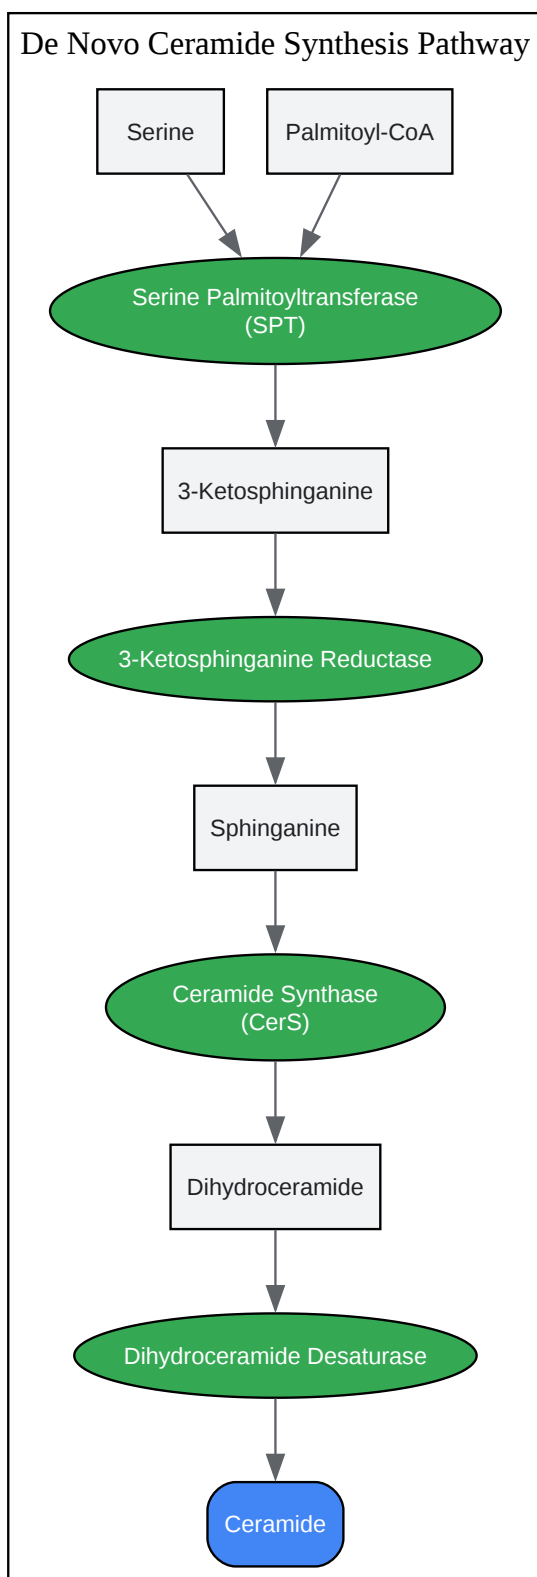 De Novo Ceramide Synthesis Pathway
Serine
Palmitoyl-CoA
Serine Palmitoyltransferase
(SPT)
3-Ketosphinganine
3-Ketosphinganine Reductase
Sphinganine
Ceramide Synthase
(CerS)
Dihydroceramide
Dihydroceramide Desaturase
Ceramide